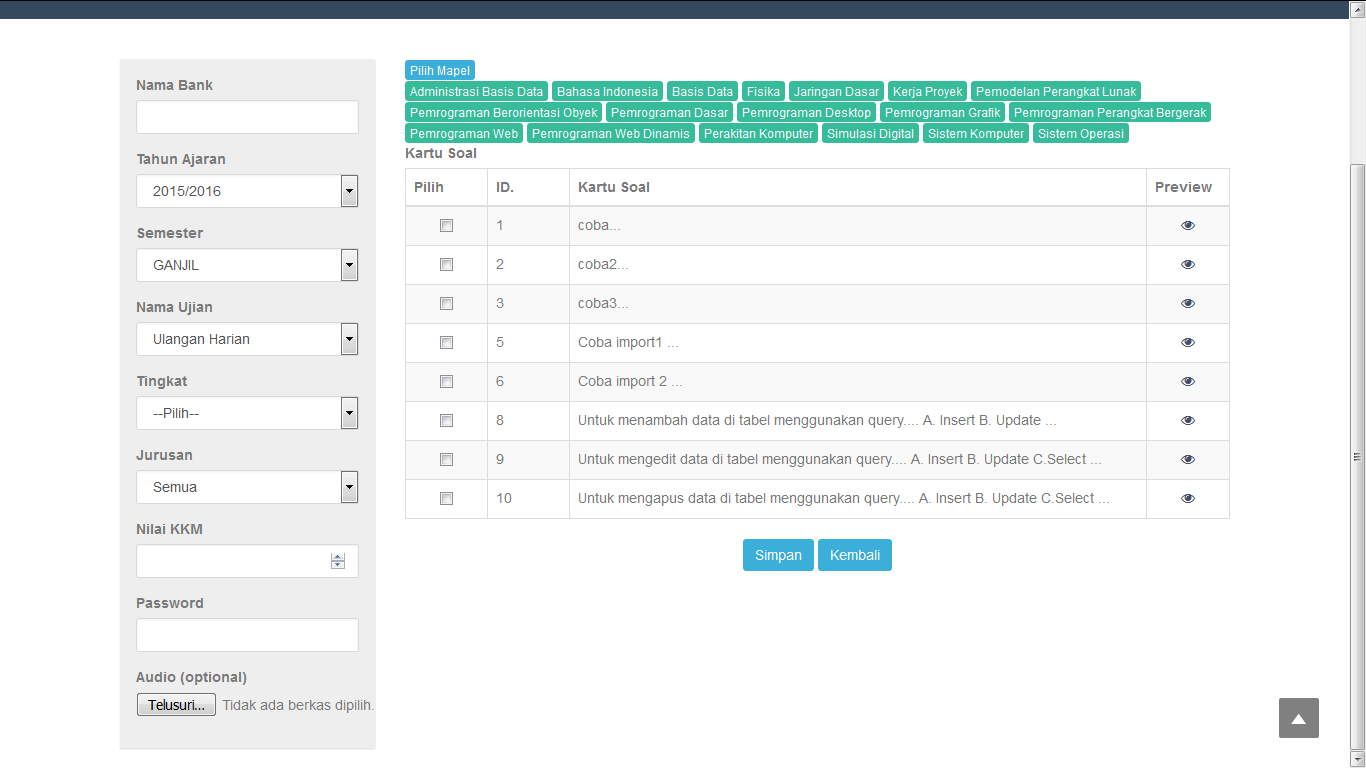 Nama Bank
Tahun Ajaran
2015/2016
Semester
GANJIL
Nama Ujian
Ulangan Harian
Tingkat
--Pilih--
Jurusan
Semua
Nilai KKM
Password
Audio (optional)
Telusuri... Tidak ada berkas dipilih.
Pilih Mapel
Administrasi Basis Data Bahasa Indonesia Basis Data Fisika Jaringan Dasar Kerja Proyek Pemodelan Perangkat Lunak
Pemrograman Berorientasi Obyek Pemrograman Dasar Pemrograman Desktop Pemrograman Grafik Pemrograman Perangkat Bergerak
Pemrograman Web Pemrograman Web Dinamis Perakitan Komputer Simulasi Digital Sistem Komputer Sistem Operasi
Kartu Soal
Pilih ID. Kartu Soal Preview
1 coba...
2 coba2...
3 coba3...
5 Coba import1 ...
6 Coba import 2 ...
8 Untuk menambah data di tabel menggunakan query.... A. Insert B. Update ...
9 Untuk mengedit data di tabel menggunakan query.... A. Insert B. Update C.Select ...
10 Untuk mengapus data di tabel menggunakan query.... A. Insert B. Update C.Select ...
Simpan Kembali